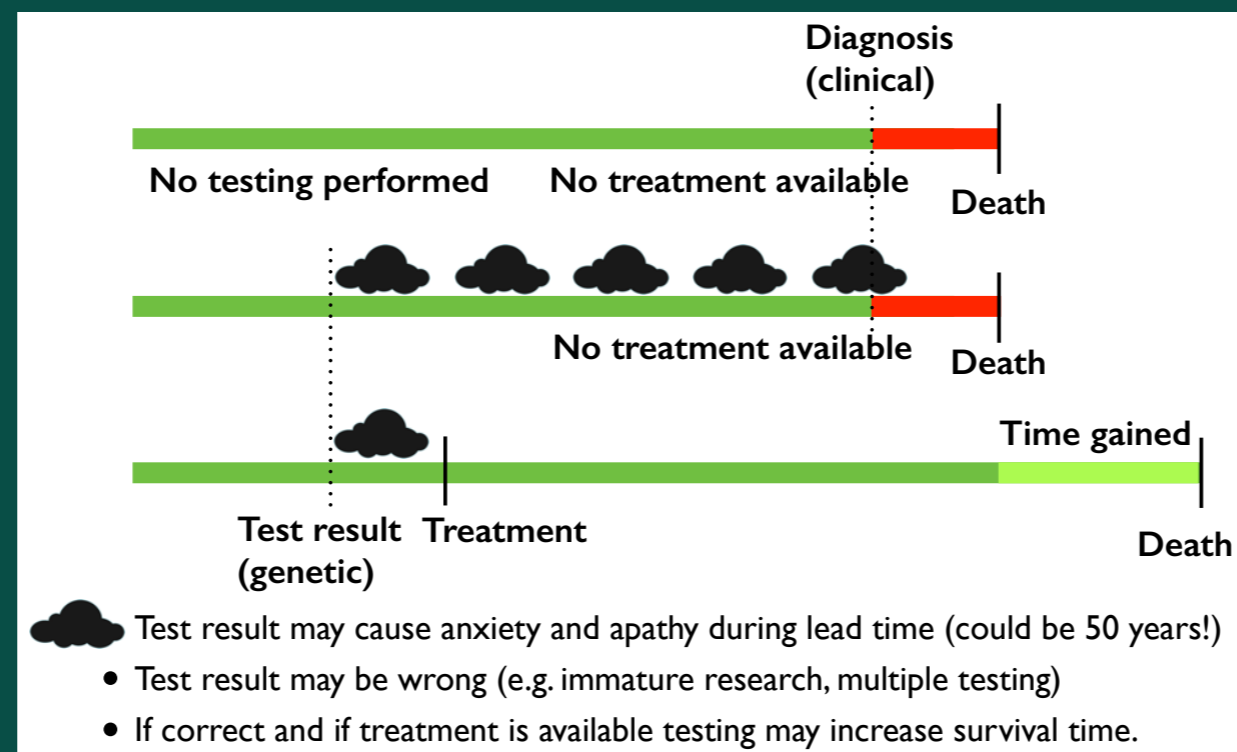 Diagnosis
(clinical)
No testing performed
No treatment available
Death
No treatment available
Death
Time gained
Test result
(genetic)
Treatment
Death
Test result may cause anxiety and apathy during lead time (could be 50 years!)
• Test result may be wrong (e.g. immature research, multiple testing)
• If correct and if treatment is available testing may increase survival time.